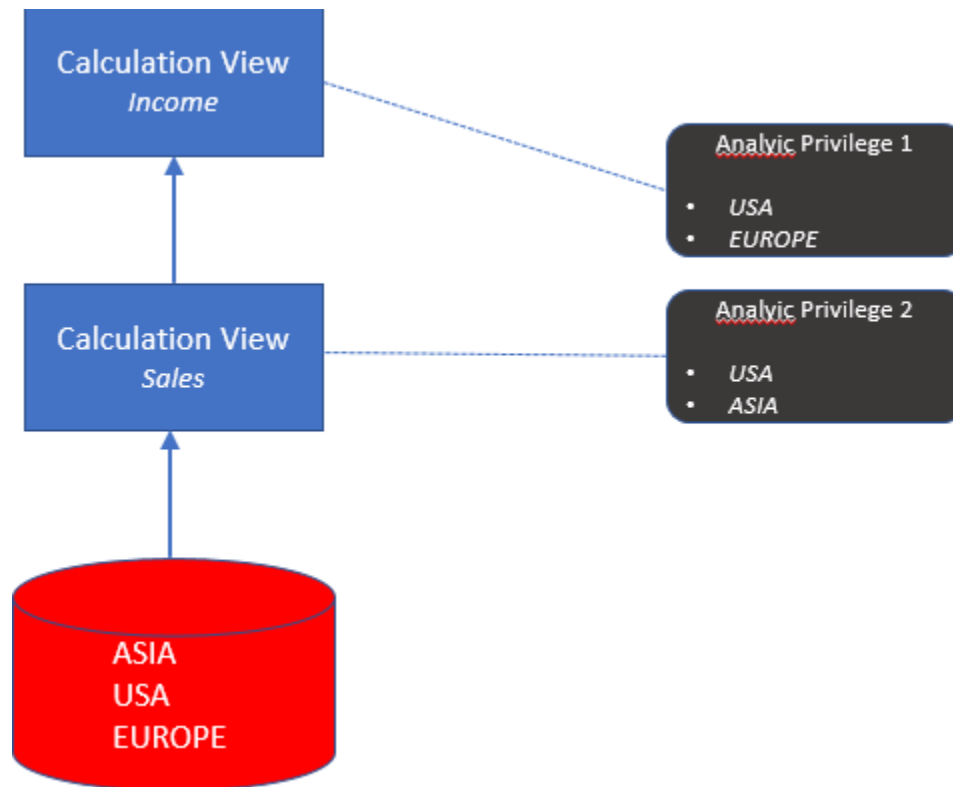 Calculation View
Income
Analyic Privilege 1
• USA
• EUROPE
Calculation View
Sales
Analyic Privilege 2
• USA
• ASIA
ASIA
USA
EUROPE